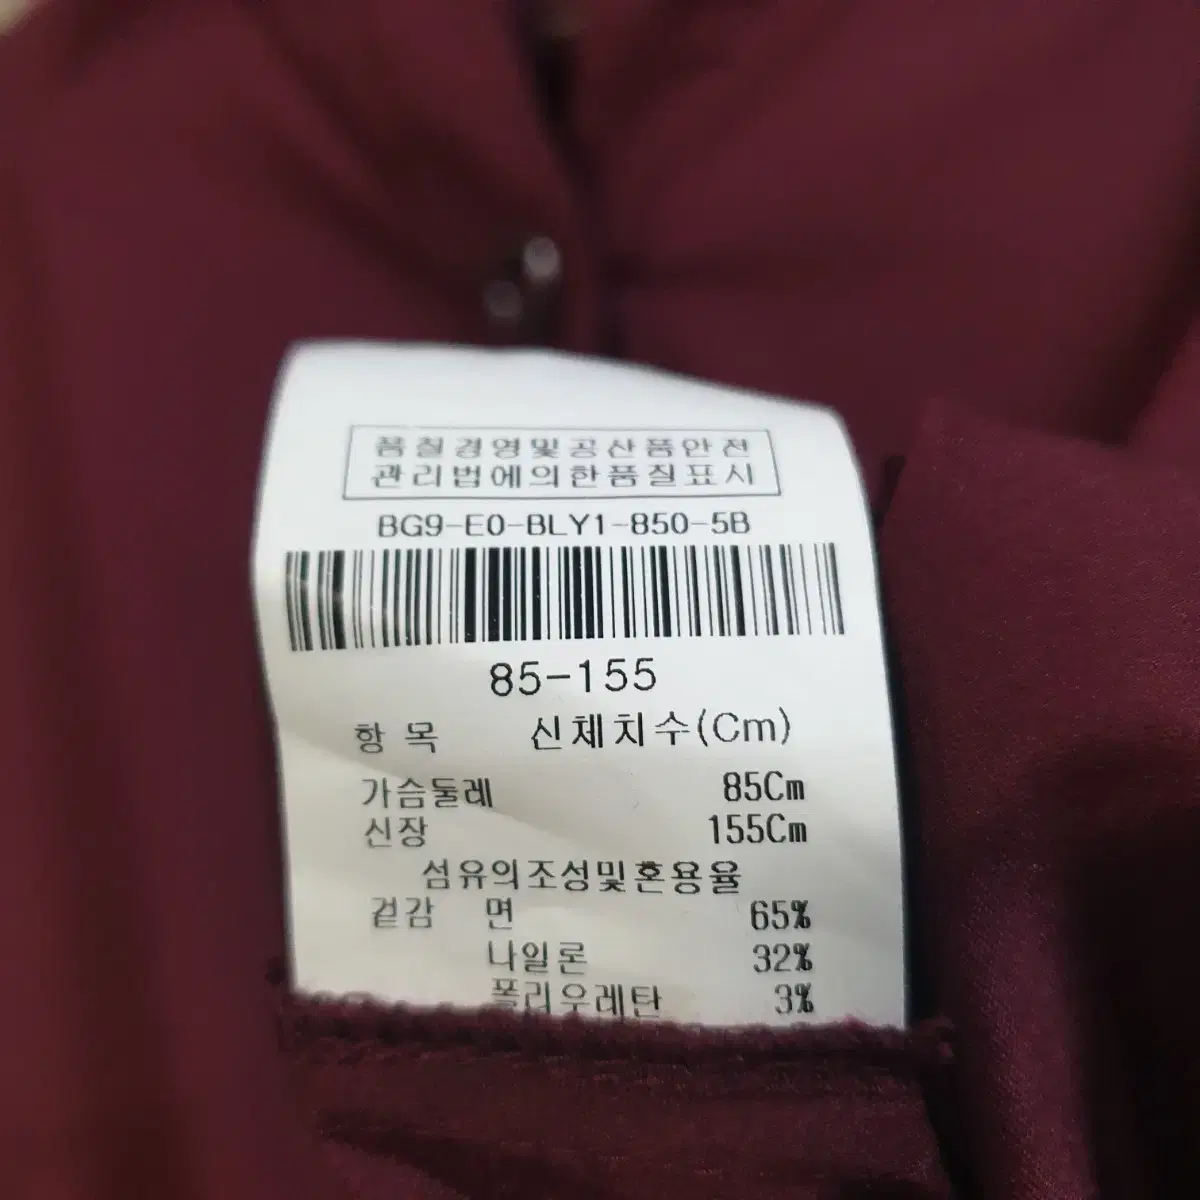 품질경영및공산품안전
관리법에의한품질표시
BG9-E0-BLY1-850-5B
85-155
항 목 신체치수(Cm)
가슴둘레 85Cm
신장 155Cm
섬유의조성및혼용율
겉감 면 65%
나일론 32%
폴리우레탄 3%